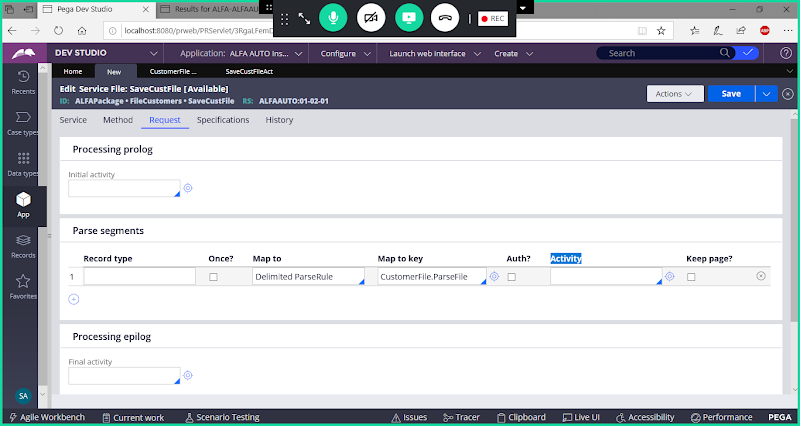 Pega Dev Studio
Results for ALFA-ALFAAU
REC
localhost:8080/prweb/PRServlet/3RgaLFemD
DEV STUDIO
Application: ALFA AUTO Ins...
Configure
Launch web interface
Create
Search
Home
New
CustomerFile ...
SaveCustFileAct
Recents
Case types
Data types
App
Records
Favorites
SA
Edit Service File: SaveCustFile [Available]
ID: ALFAPackage • FileCustomers • SaveCustFile RS: ALFAAUTO:01-02-01
Actions
Save
Service
Method
Request
Specifications
History
Processing prolog
Initial activity
Parse segments
Record type
Once?
Map to
Map to key
Auth?
Activity
Keep page?
1
Delimited ParseRule
CustomerFile.ParseFile
Processing epilog
Final activity
Agile Workbench
Current work
Scenario Testing
Issues
Tracer
Clipboard
Live UI
Accessibility
Performance
PEGA